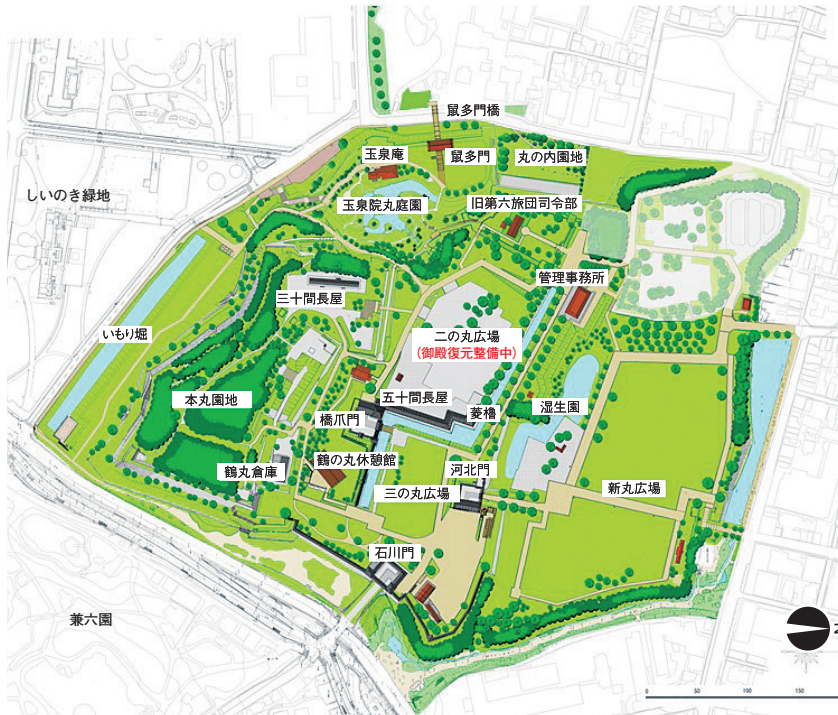 鼠多門橋
玉泉庵
鼠多門
丸の内園地
しいのき緑地
玉泉院丸庭園
旧第六旅団司令部
管理事務所
三十間長屋
いもり堀
二の丸広場
(御殿復元整備中)
本丸園地
五十間長屋
橋爪門
菱櫓
湿生園
鶴の丸休憩館
鶴丸倉庫
河北門
三の丸広場
新丸広場
石川門
兼六園
0 50 100 150